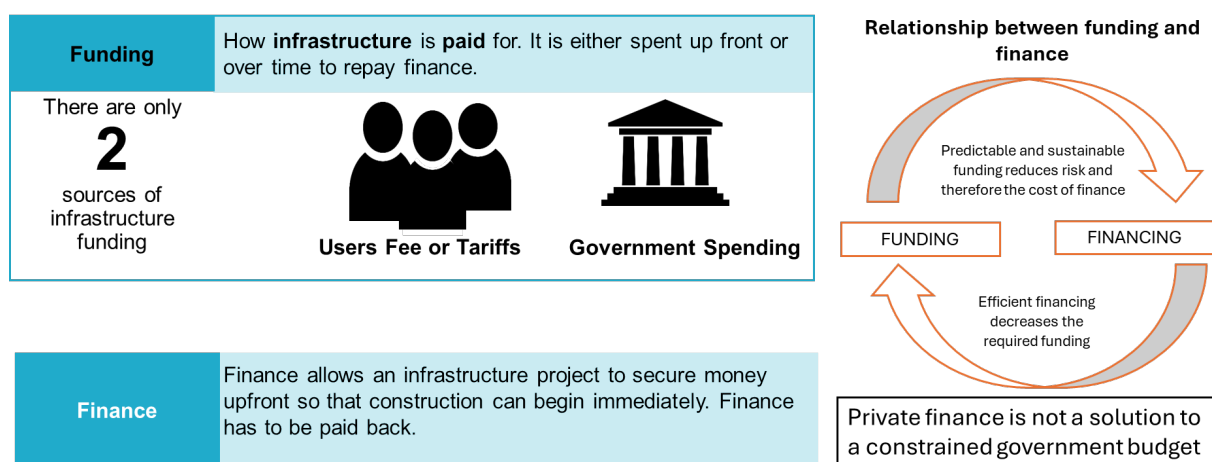 Funding
How infrastructure is paid for. It is either spent up front or
over time to repay finance.
There are only
2
sources of
infrastructure
funding
Users Fee or Tariffs
Government Spending
Finance
Finance allows an infrastructure project to secure money
upfront so that construction can begin immediately. Finance
has to be paid back.
Relationship between funding and
finance
Predictable and sustainable
funding reduces risk and
therefore the cost of finance
FUNDING
FINANCING
Efficient financing
decreases the
required funding
Private finance is not a solution to
a constrained government budget